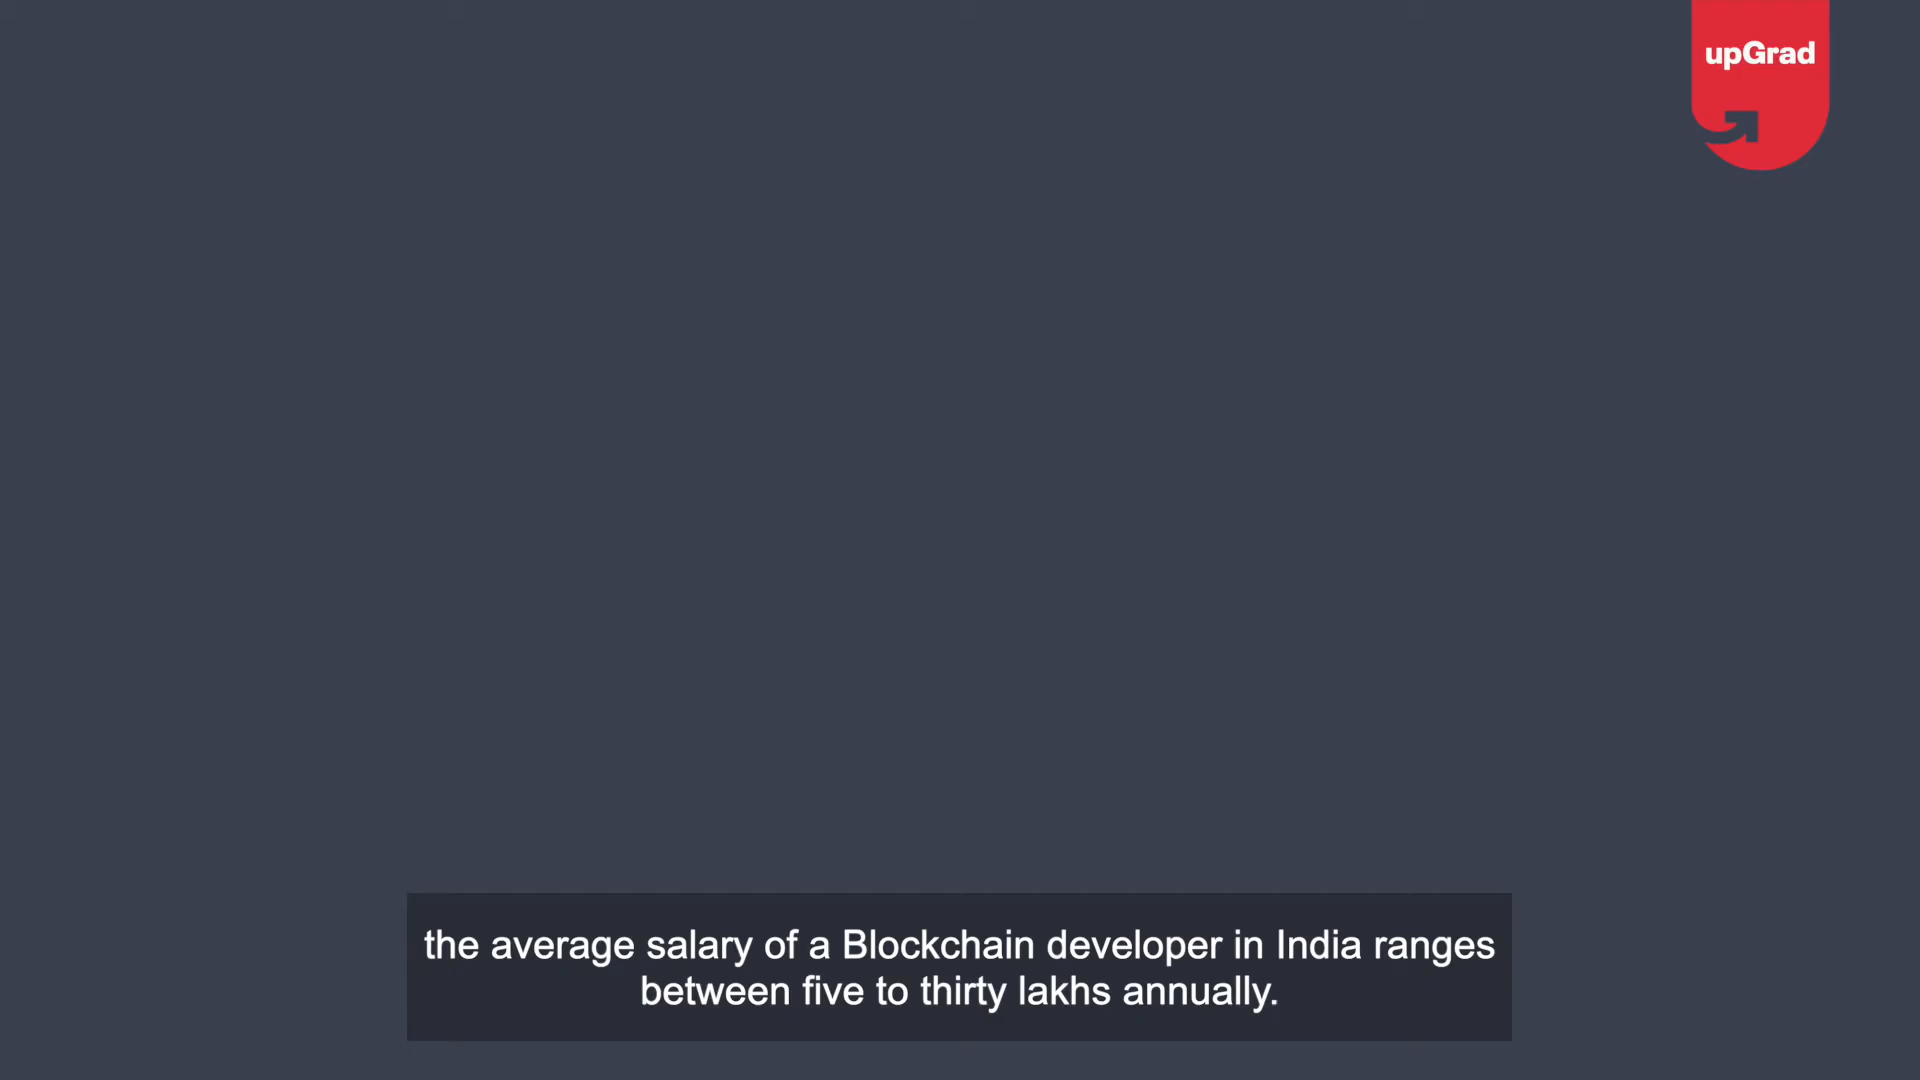 upGrad
the average salary of a Blockchain developer in India ranges
between five to thirty lakhs annually.